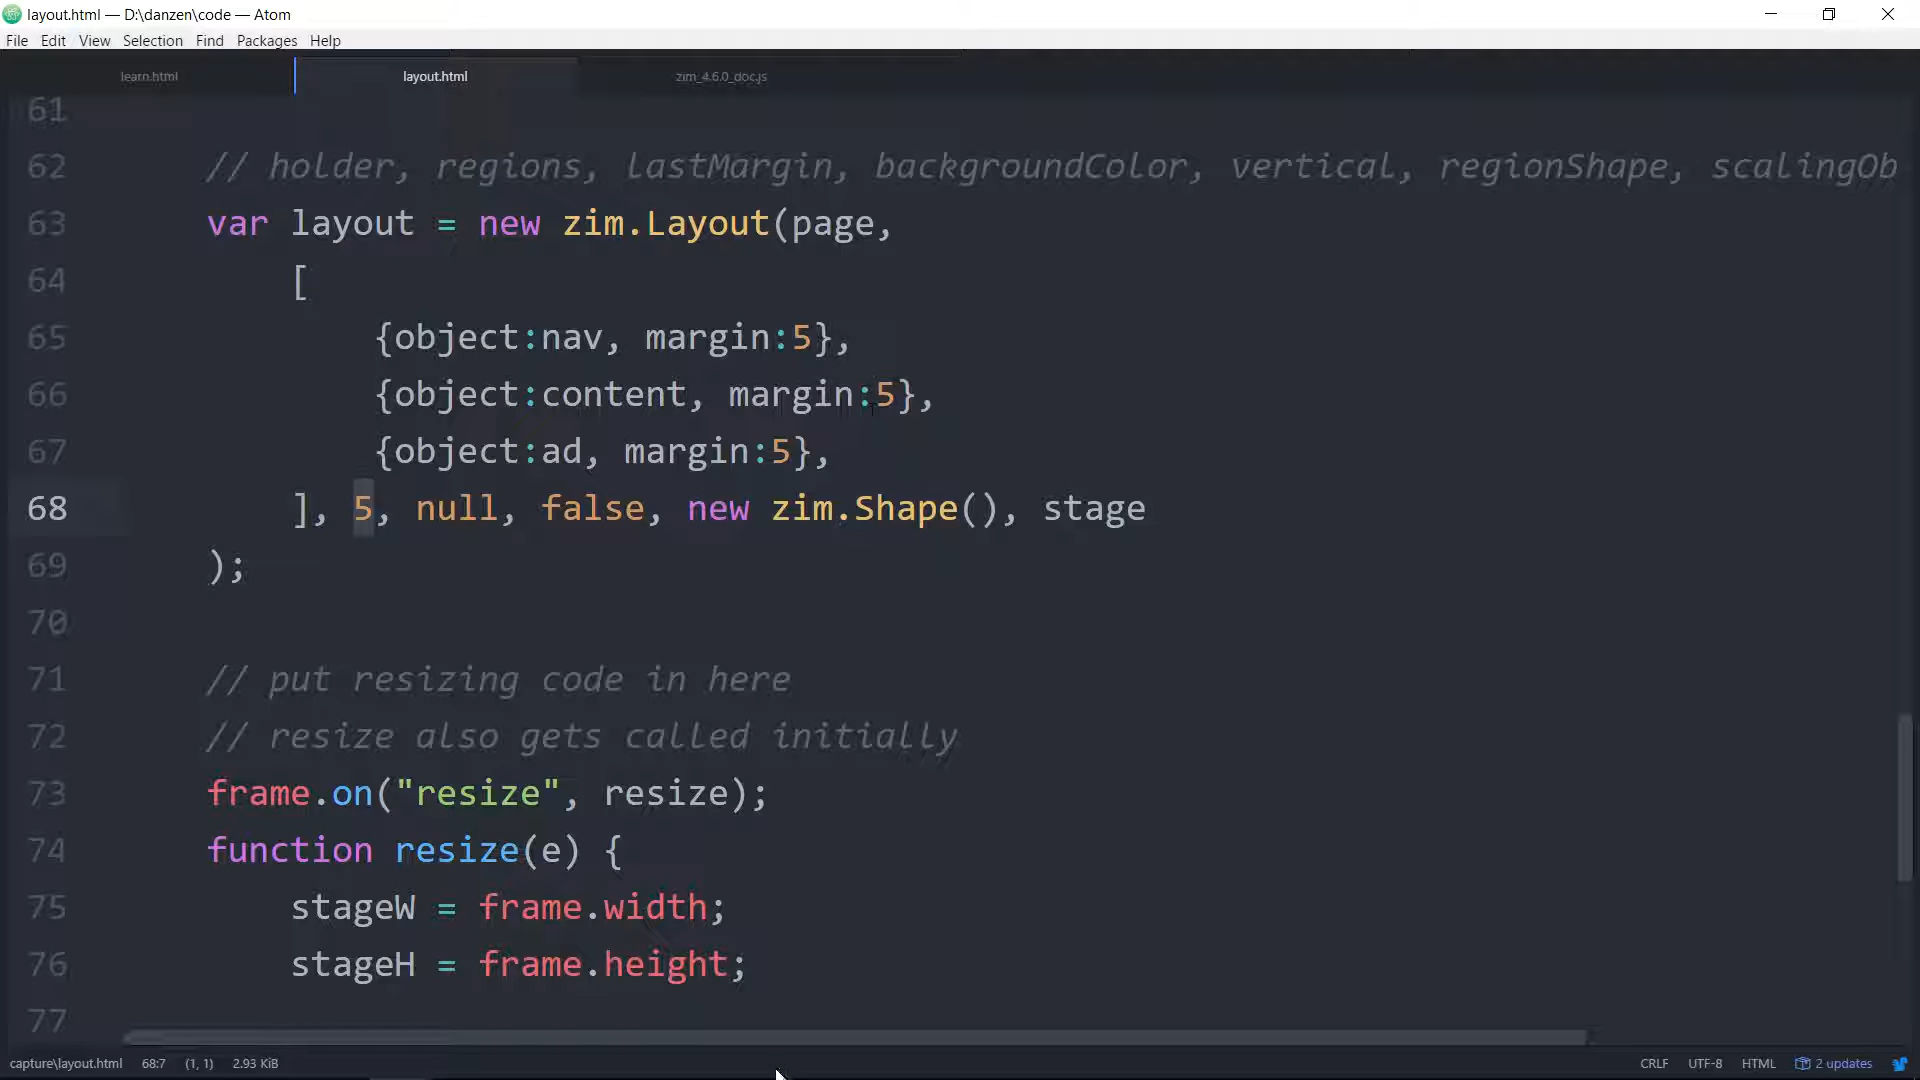 layout.html — D:\danzen\code — Atom
File Edit View Selection Find Packages Help
learn.html layout.html zim_4.6.0_doc.js
61
62 // holder, regions, lastMargin, backgroundColor, vertical, regionShape, scalingOb
63 var layout = new zim.Layout(page,
64 [
65 {object:nav, margin:5},
66 {object:content, margin:5},
67 {object:ad, margin:5},
68 ], 5, null, false, new zim.Shape(), stage
69 );
70
71 // put resizing code in here
72 // resize also gets called initially
73 frame.on("resize", resize);
74 function resize(e) {
75 stageW = frame.width;
76 stageH = frame.height;
77
capture\layout.html 68:7 (1, 1) 2.93 KiB CRLF UTF-8 HTML 2 updates